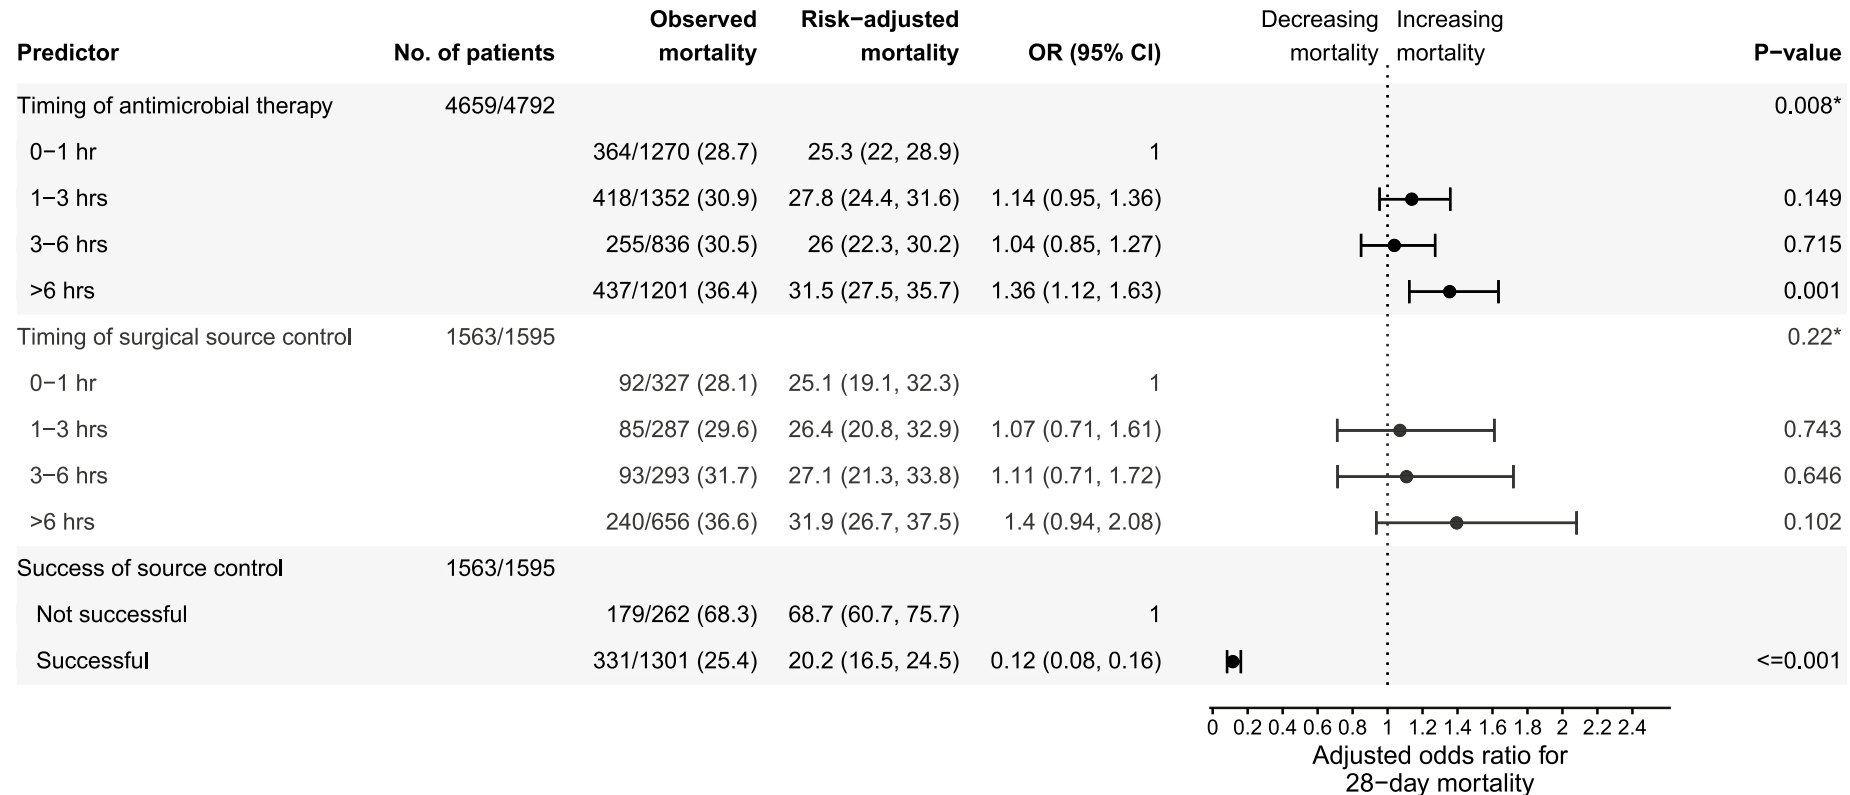 Observed Risk−adjusted Decreasing Increasing
Predictor No. of patients mortality mortality OR (95% CI) mortality mortality P−value
Timing of antimicrobial therapy 4659/4792 0.008*
0−1 hr 364/1270 (28.7) 25.3 (22, 28.9) 1
1−3 hrs 418/1352 (30.9) 27.8 (24.4, 31.6) 1.14 (0.95, 1.36) 0.149
3−6 hrs 255/836 (30.5) 26 (22.3, 30.2) 1.04 (0.85, 1.27) 0.715
>6 hrs 437/1201 (36.4) 31.5 (27.5, 35.7) 1.36 (1.12, 1.63) 0.001
Timing of surgical source control 1563/1595 0.22*
0−1 hr 92/327 (28.1) 25.1 (19.1, 32.3) 1
1−3 hrs 85/287 (29.6) 26.4 (20.8, 32.9) 1.07 (0.71, 1.61) 0.743
3−6 hrs 93/293 (31.7) 27.1 (21.3, 33.8) 1.11 (0.71, 1.72) 0.646
>6 hrs 240/656 (36.6) 31.9 (26.7, 37.5) 1.4 (0.94, 2.08) 0.102
Success of source control 1563/1595
Not successful 179/262 (68.3) 68.7 (60.7, 75.7) 1
Successful 331/1301 (25.4) 20.2 (16.5, 24.5) 0.12 (0.08, 0.16) <=0.001
0 0.2 0.4 0.6 0.8 1 1.2 1.4 1.6 1.8 2 2.2 2.4
Adjusted odds ratio for
28−day mortality